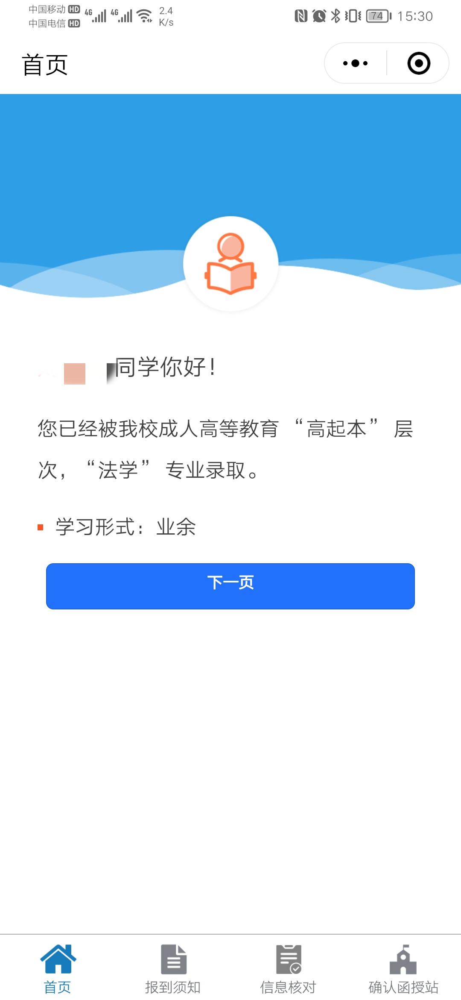 中国移动 HD 4G 4G 2.4 K/s 74 15:30
中国电信 HD
首页
同学你好!
您已经被我校成人高等教育 “高起本” 层
次, “法学” 专业录取。
学习形式: 业余
下一页
首页 报到须知 信息核对 确认函授站